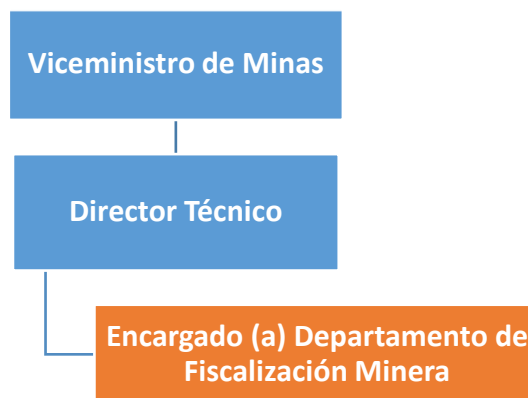 Viceministro de Minas
Director Técnico
Encargado (a) Departamento de
Fiscalización Minera